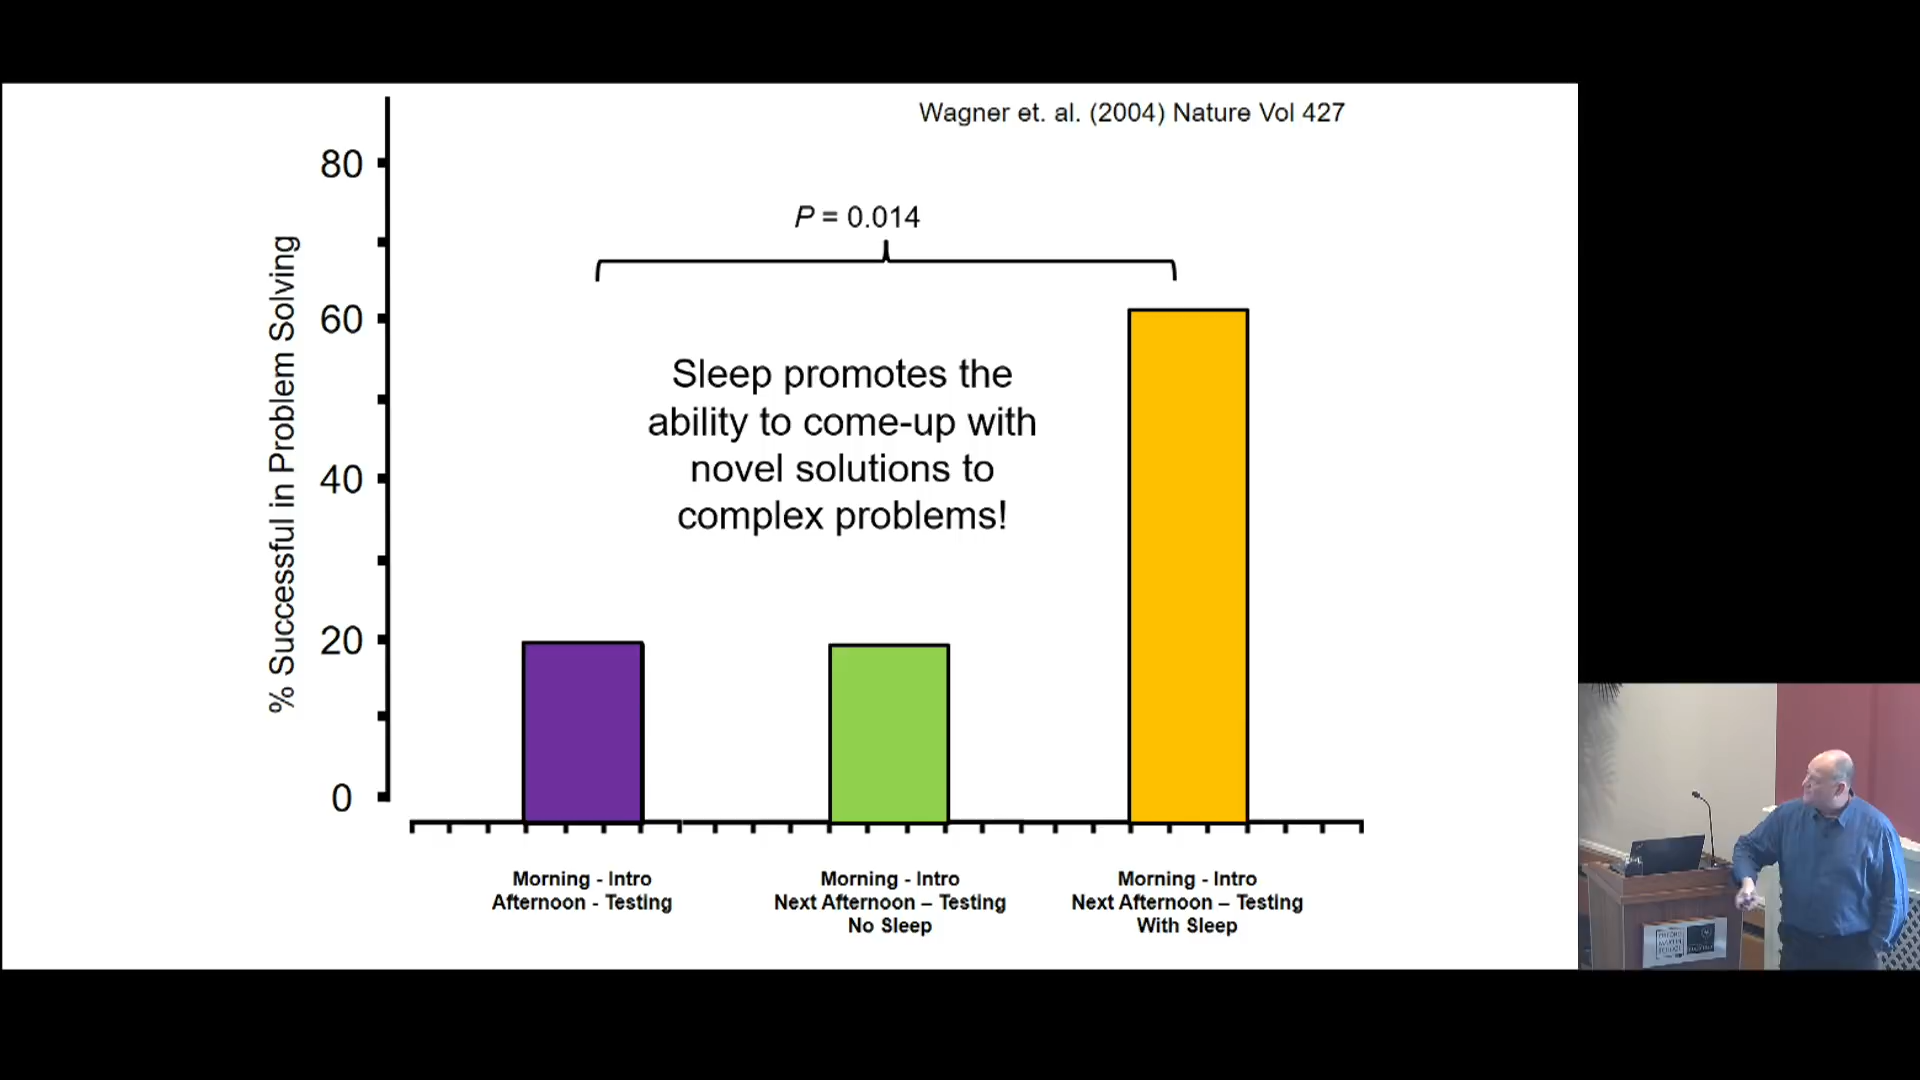 Wagner et. al. (2004) Nature Vol 427
P = 0.014
% Successful in Problem Solving
80
60
40
20
0
Sleep promotes the
ability to come-up with
novel solutions to
complex problems!
Morning - Intro
Afternoon - Testing
Morning - Intro
Next Afternoon – Testing
No Sleep
Morning - Intro
Next Afternoon – Testing
With Sleep